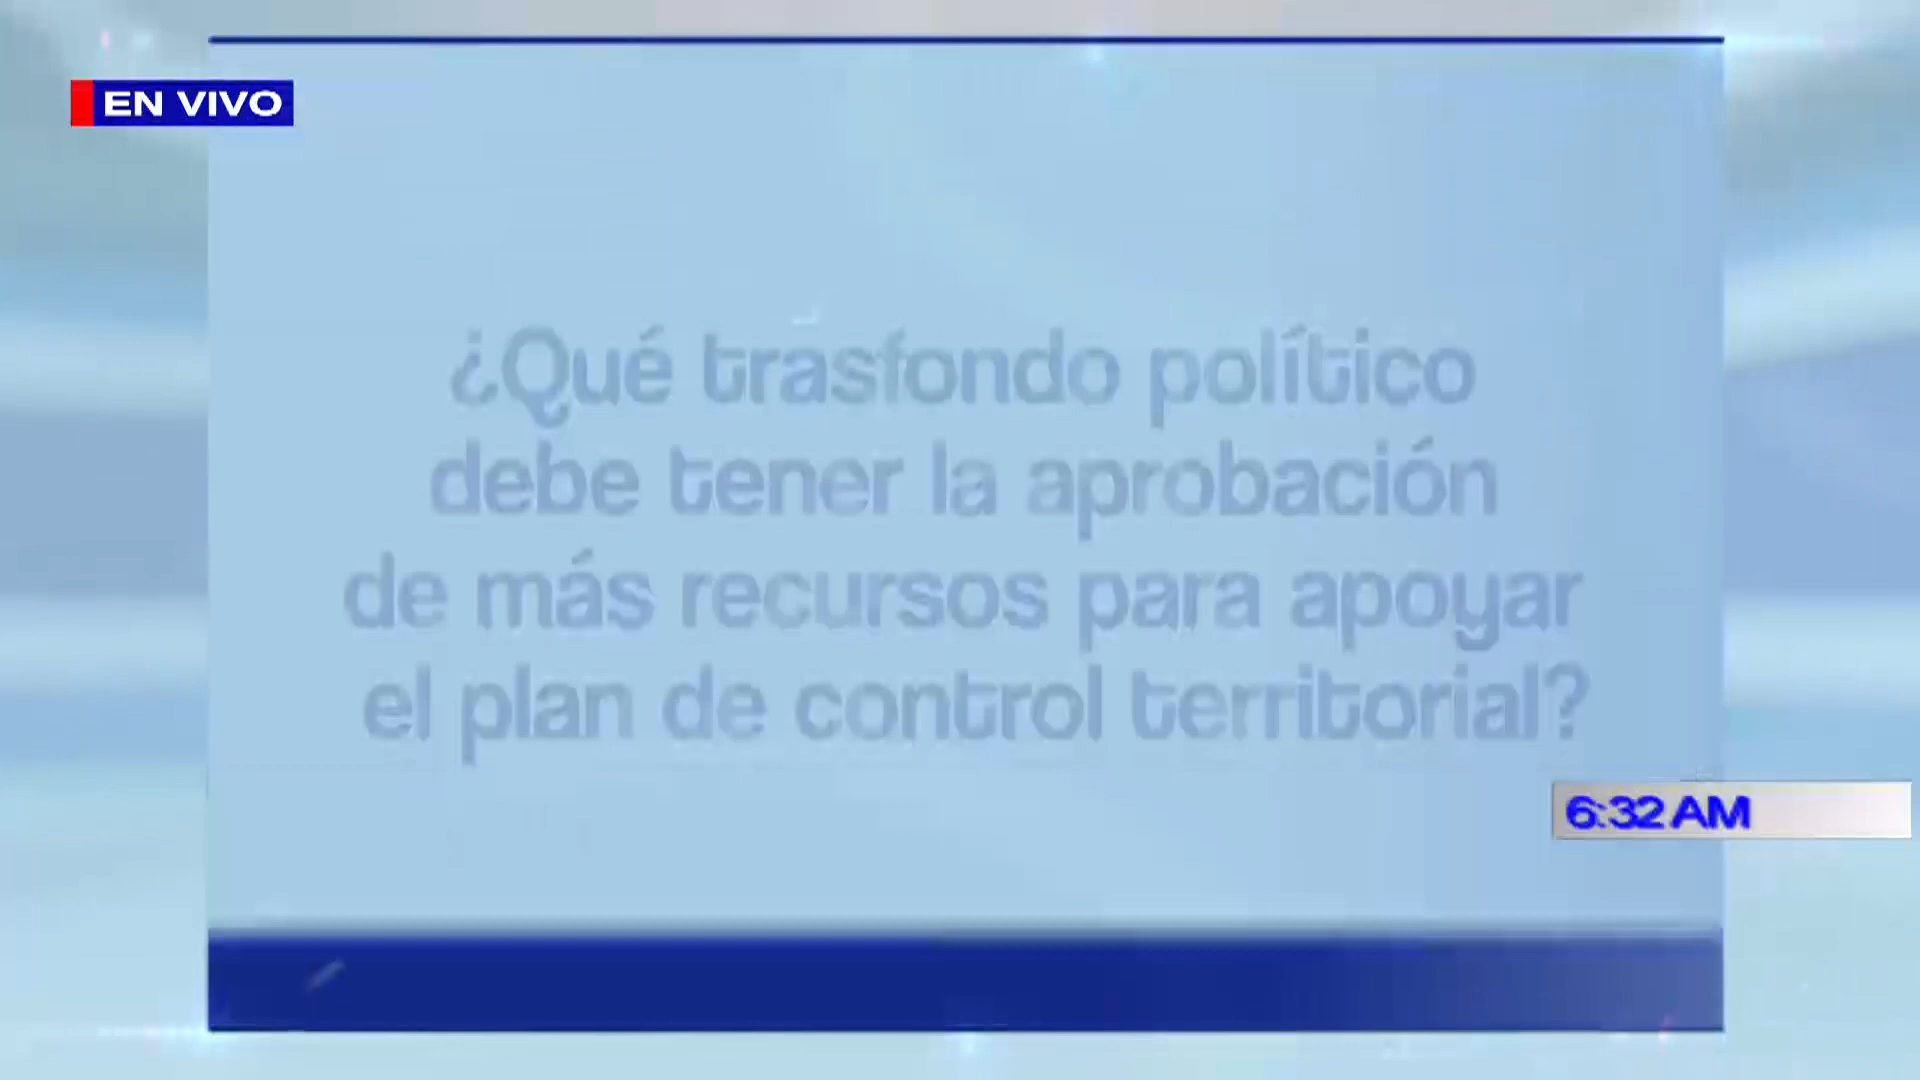 EN VIVO
¿Qué trasfondo político
debe tener la aprobación
de más recursos para apoyar
el plan de control territorial?
6:32 AM